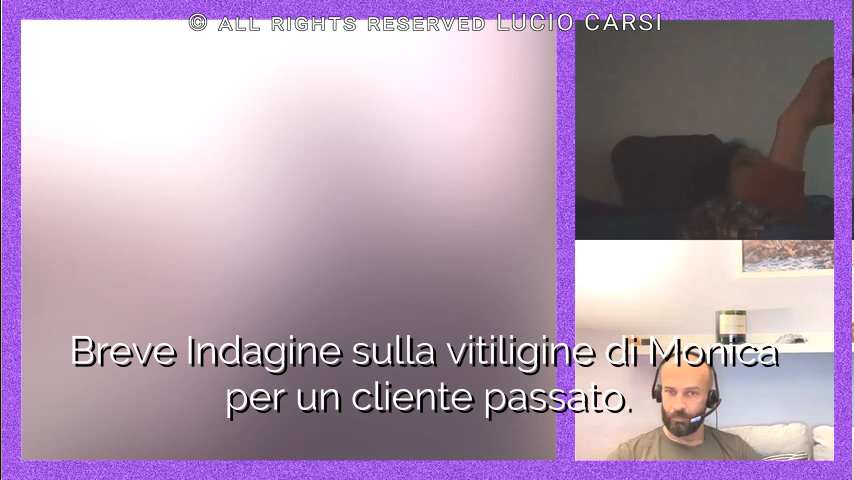 © ALL RIGHTS RESERVED LUCIO CARSI
Breve Indagine sulla vitiligine di Monica
per un cliente passato.